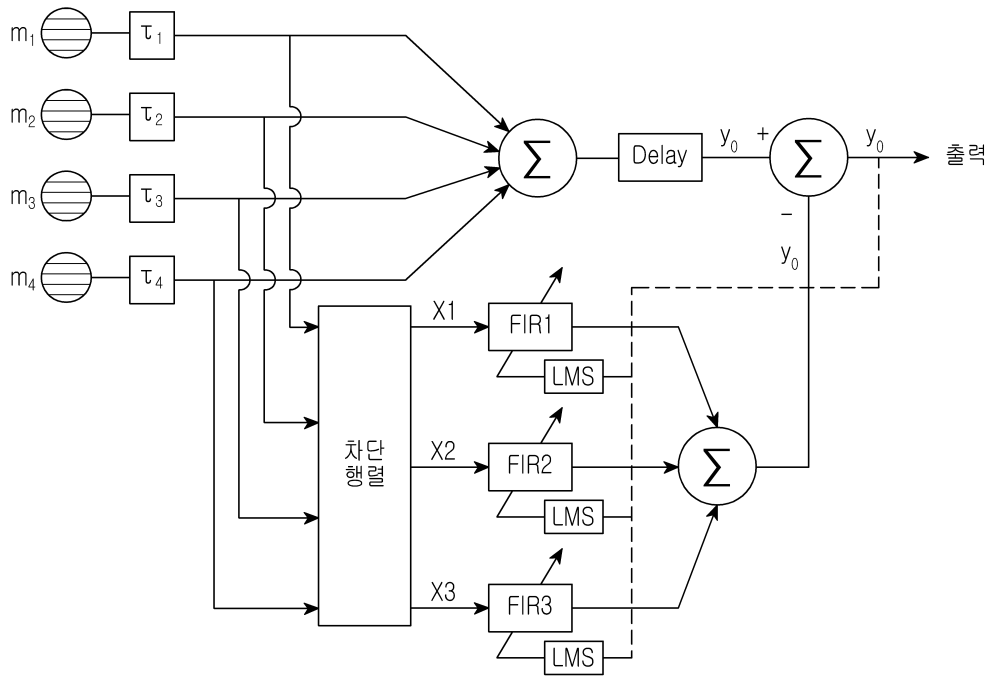 m₁ τ₁
m₂ τ₂
m₃ τ₃
m₄ τ₄
Σ
Delay
y₀ +
Σ
y₀
출력
−
y₀
차단
행렬
X1
FIR1
LMS
X2
FIR2
LMS
X3
FIR3
LMS
Σ